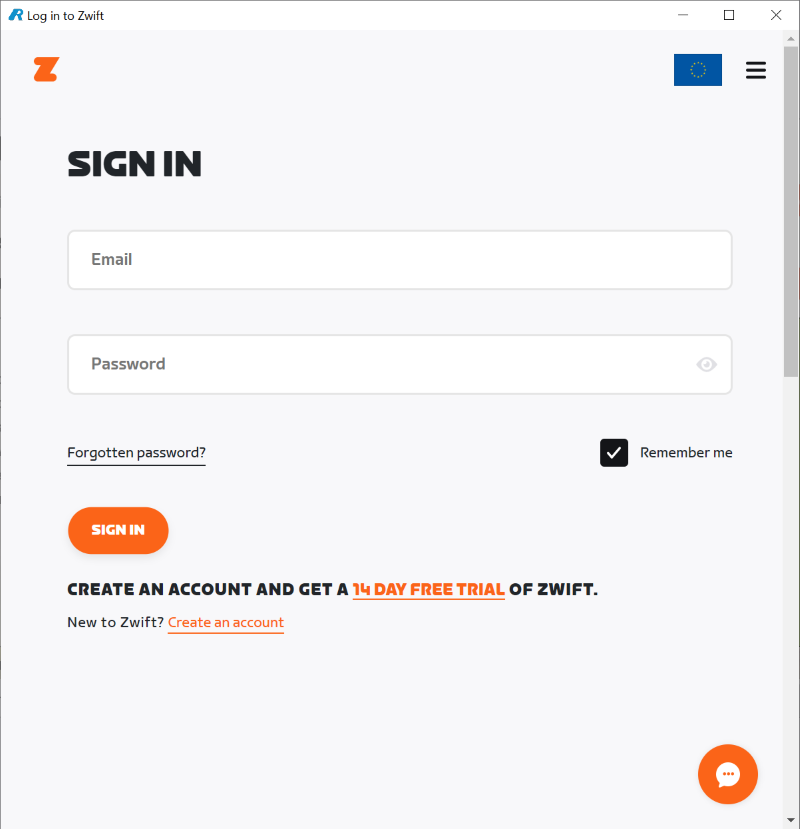 Log in to Zwift
SIGN IN
Email
Password
Forgotten password?
Remember me
SIGN IN
CREATE AN ACCOUNT AND GET A 14 DAY FREE TRIAL OF ZWIFT.
New to Zwift? Create an account